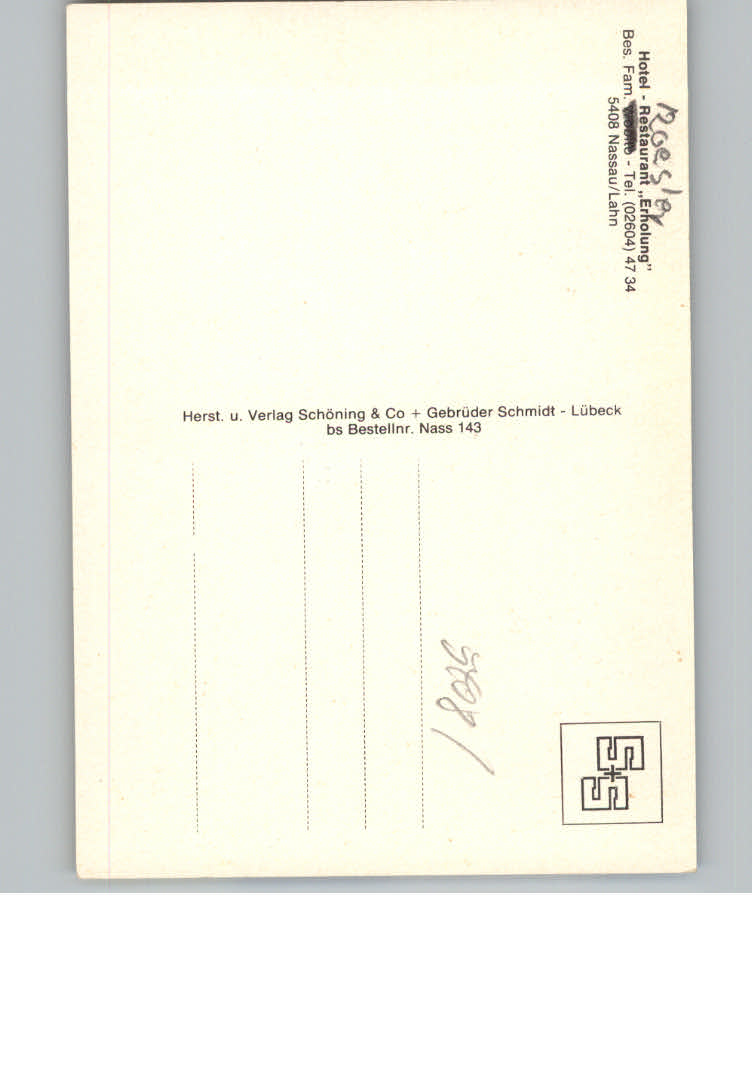 Roesler
Hotel - Restaurant „Erholung"
Bes. Fam. - Tel. (02604) 47 34
5408 Nassau/Lahn
Herst. u. Verlag Schöning & Co + Gebrüder Schmidt - Lübeck
bs Bestellnr. Nass 143
5408/
S+S